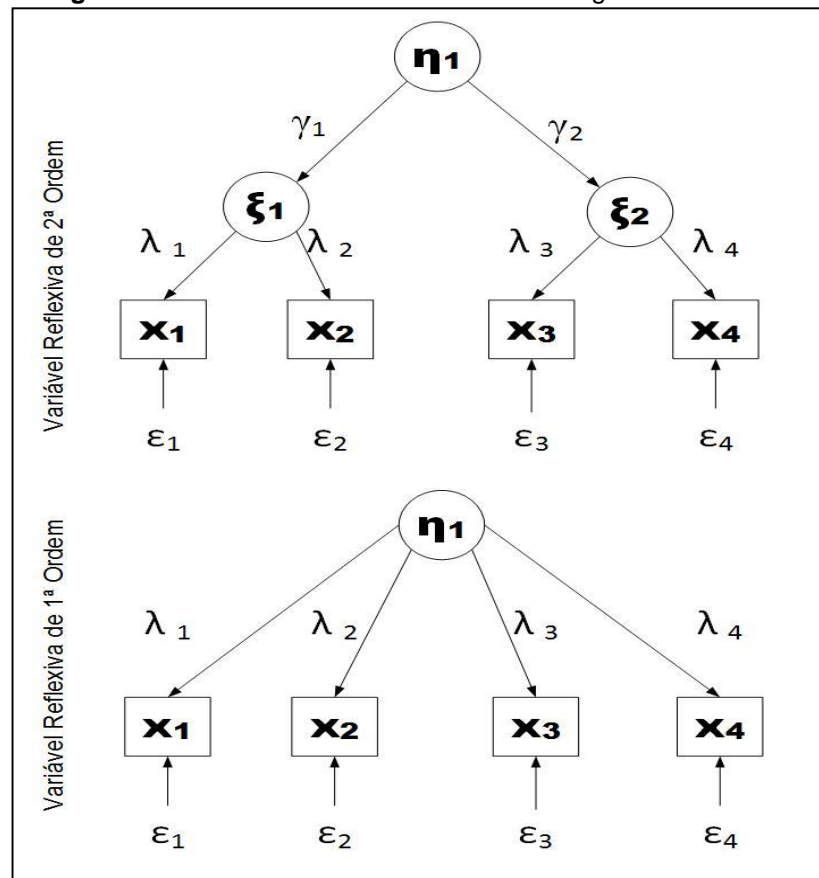 η1
γ1 γ2
ξ1 ξ2
λ 1 λ 2 λ 3 λ 4
x1 x2 x3 x4
ε1 ε2 ε3 ε4
Variável Reflexiva de 2ª Ordem
η1
λ 1 λ 2 λ 3 λ 4
x1 x2 x3 x4
ε1 ε2 ε3 ε4
Variável Reflexiva de 1ª Ordem